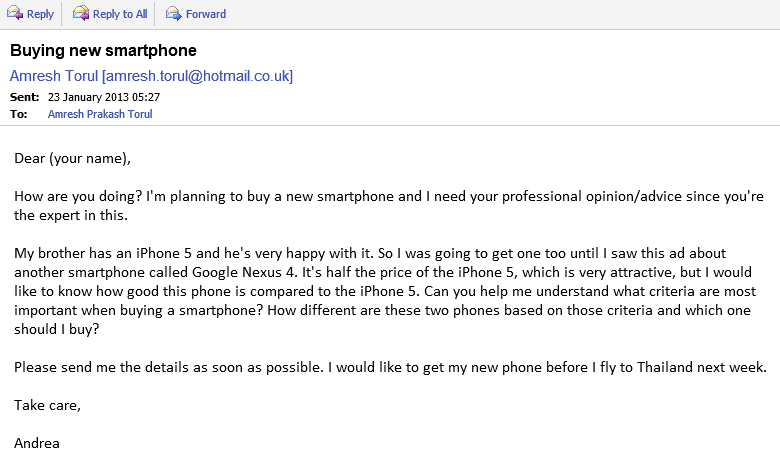 Reply Reply to All Forward
Buying new smartphone
Amresh Torul [amresh.torul@hotmail.co.uk]
Sent: 23 January 2013 05:27
To: Amresh Prakash Torul
Dear (your name),
How are you doing? I'm planning to buy a new smartphone and I need your professional opinion/advice since you're
the expert in this.
My brother has an iPhone 5 and he's very happy with it. So I was going to get one too until I saw this ad about
another smartphone called Google Nexus 4. It's half the price of the iPhone 5, which is very attractive, but I would
like to know how good this phone is compared to the iPhone 5. Can you help me understand what criteria are most
important when buying a smartphone? How different are these two phones based on those criteria and which one
should I buy?
Please send me the details as soon as possible. I would like to get my new phone before I fly to Thailand next week.
Take care,
Andrea